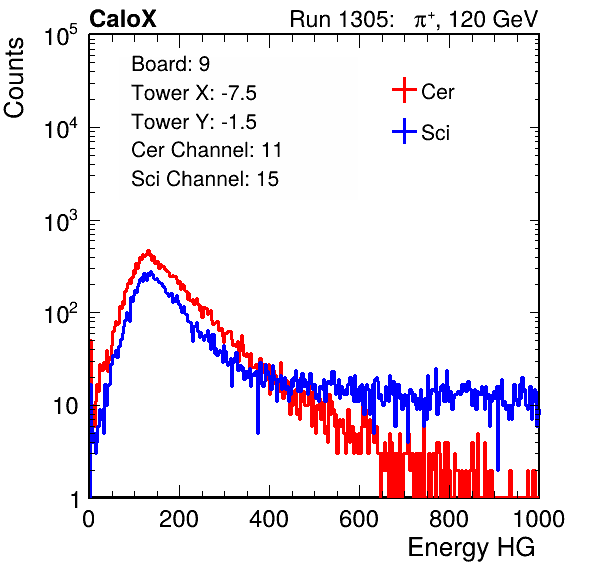 CaloX Run 1305: π⁺, 120 GeV
Counts
10⁵
10⁴
10³
10²
10
1
Board: 9
Tower X: -7.5
Tower Y: -1.5
Cer Channel: 11
Sci Channel: 15
Cer
Sci
0 200 400 600 800 1000
Energy HG